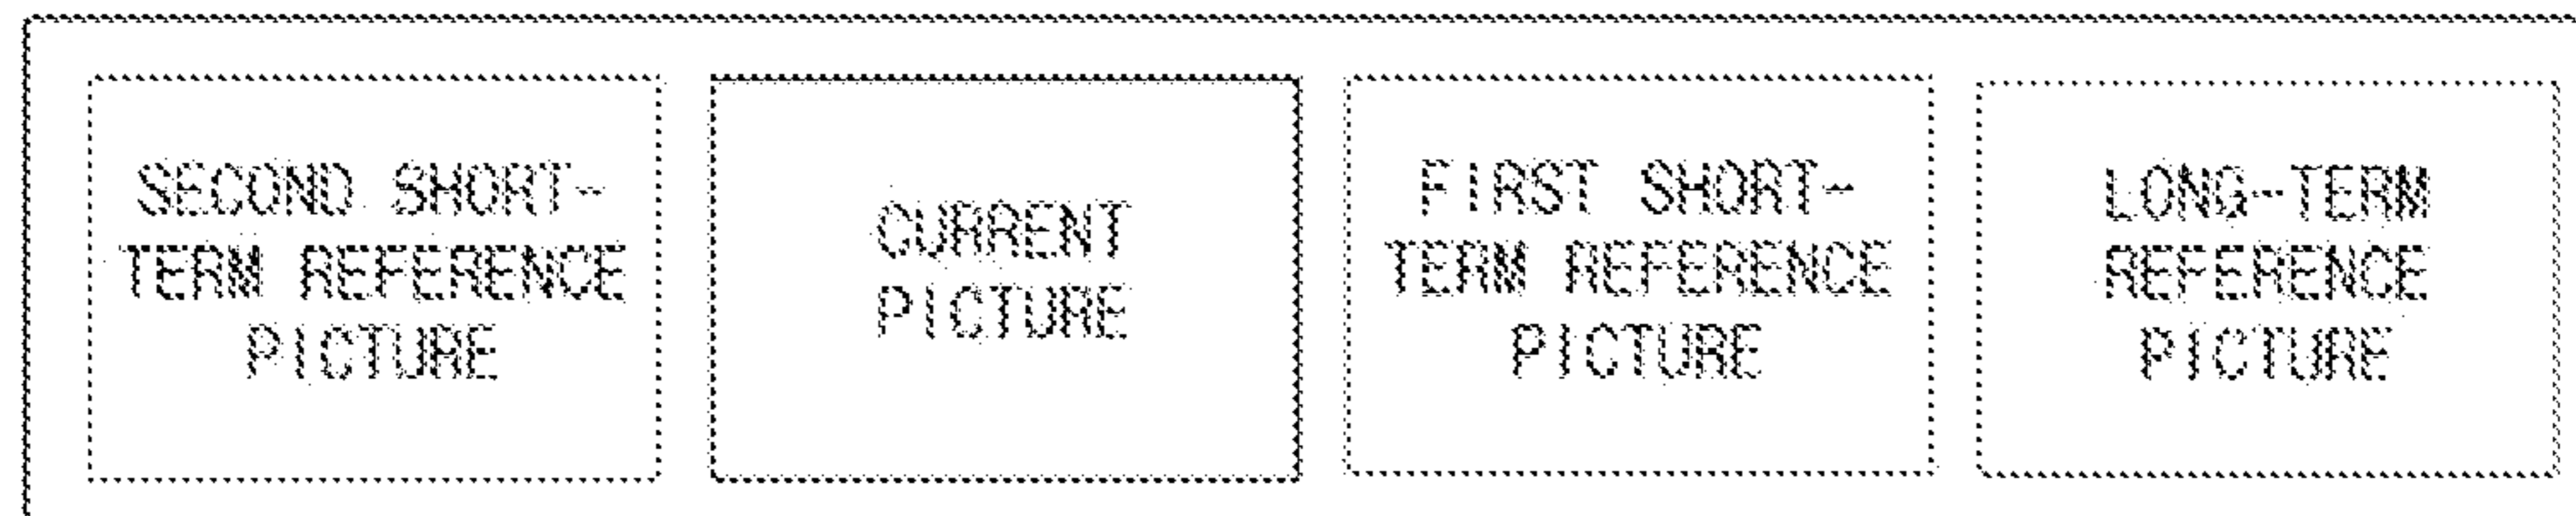 SECOND SHORT-
TERM REFERENCE
PICTURE
CURRENT
PICTURE
FIRST SHORT-
TERM REFERENCE
PICTURE
LONG-TERM
REFERENCE
PICTURE